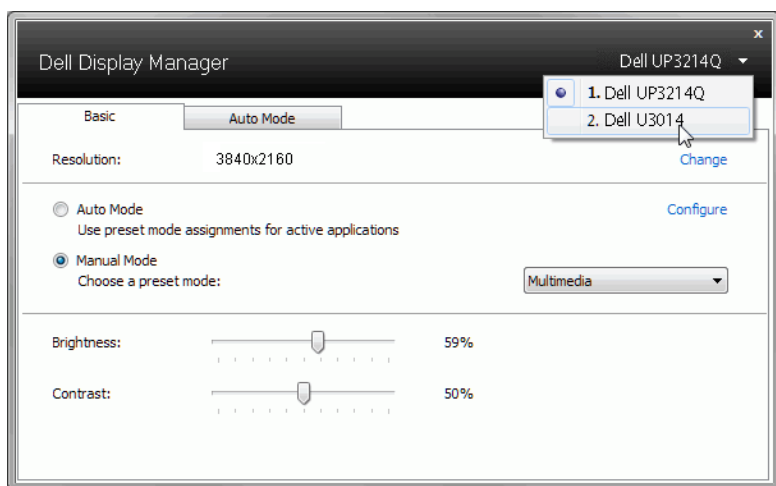 x
Dell Display Manager
Dell UP3214Q
1. Dell UP3214Q
2. Dell U3014
Basic
Auto Mode
Resolution:
3840x2160
Change
Auto Mode
Configure
Use preset mode assignments for active applications
Manual Mode
Choose a preset mode:
Multimedia
Brightness:
59%
Contrast:
50%